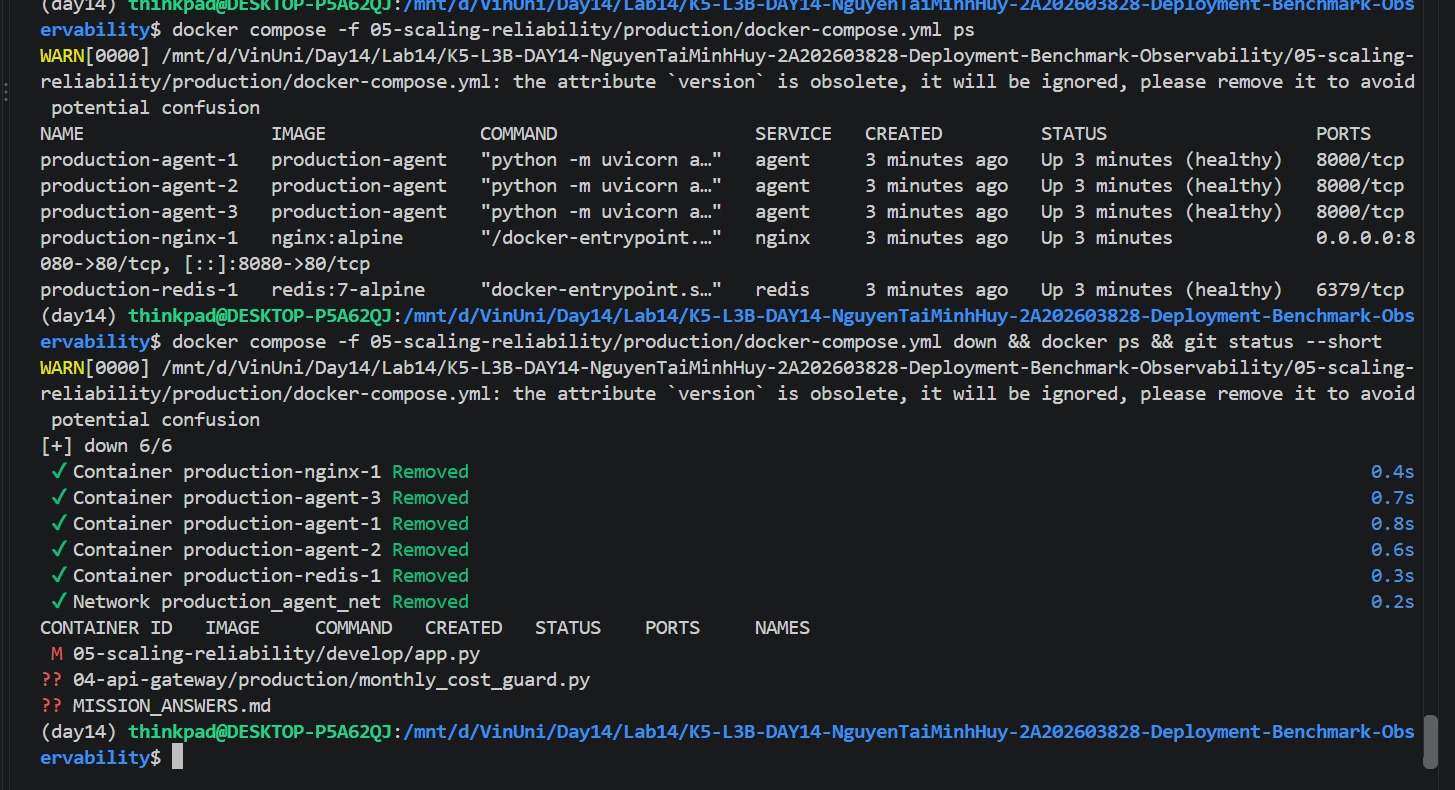 (day14) thinkpad@DESKTOP-P5A62QJ:/mnt/d/VinUni/Day14/Lab14/K5-L3B-DAY14-NguyenTaiMinhHuy-2A202603828-Deployment-Benchmark-Obs
ervability$ docker compose -f 05-scaling-reliability/production/docker-compose.yml ps
WARN[0000] /mnt/d/VinUni/Day14/Lab14/K5-L3B-DAY14-NguyenTaiMinhHuy-2A202603828-Deployment-Benchmark-Observability/05-scaling-
reliability/production/docker-compose.yml: the attribute `version` is obsolete, it will be ignored, please remove it to avoid
 potential confusion
NAME                 IMAGE              COMMAND                  SERVICE   CREATED         STATUS                   PORTS
production-agent-1   production-agent   "python -m uvicorn a…"   agent     3 minutes ago   Up 3 minutes (healthy)   8000/tcp
production-agent-2   production-agent   "python -m uvicorn a…"   agent     3 minutes ago   Up 3 minutes (healthy)   8000/tcp
production-agent-3   production-agent   "python -m uvicorn a…"   agent     3 minutes ago   Up 3 minutes (healthy)   8000/tcp
production-nginx-1   nginx:alpine       "/docker-entrypoint.…"   nginx     3 minutes ago   Up 3 minutes             0.0.0.0:8
080->80/tcp, [::]:8080->80/tcp
production-redis-1   redis:7-alpine     "docker-entrypoint.s…"   redis     3 minutes ago   Up 3 minutes (healthy)   6379/tcp
(day14) thinkpad@DESKTOP-P5A62QJ:/mnt/d/VinUni/Day14/Lab14/K5-L3B-DAY14-NguyenTaiMinhHuy-2A202603828-Deployment-Benchmark-Obs
ervability$ docker compose -f 05-scaling-reliability/production/docker-compose.yml down && docker ps && git status --short
WARN[0000] /mnt/d/VinUni/Day14/Lab14/K5-L3B-DAY14-NguyenTaiMinhHuy-2A202603828-Deployment-Benchmark-Observability/05-scaling-
reliability/production/docker-compose.yml: the attribute `version` is obsolete, it will be ignored, please remove it to avoid
 potential confusion
[+] down 6/6
 ✔ Container production-nginx-1 Removed 0.4s
 ✔ Container production-agent-3 Removed 0.7s
 ✔ Container production-agent-1 Removed 0.8s
 ✔ Container production-agent-2 Removed 0.6s
 ✔ Container production-redis-1 Removed 0.3s
 ✔ Network production_agent_net Removed 0.2s
CONTAINER ID   IMAGE     COMMAND   CREATED   STATUS    PORTS     NAMES
 M 05-scaling-reliability/develop/app.py
?? 04-api-gateway/production/monthly_cost_guard.py
?? MISSION_ANSWERS.md
(day14) thinkpad@DESKTOP-P5A62QJ:/mnt/d/VinUni/Day14/Lab14/K5-L3B-DAY14-NguyenTaiMinhHuy-2A202603828-Deployment-Benchmark-Obs
ervability$